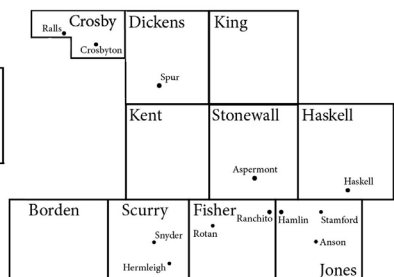 Crosby
Dickens
King
Ralls
Crosbyton
Spur
Kent
Stonewall
Haskell
Aspermont
Haskell
Borden
Scurry
Fisher
Ranchito
Hamlin
Stamford
Rotan
Snyder
Anson
Hermleigh
Jones